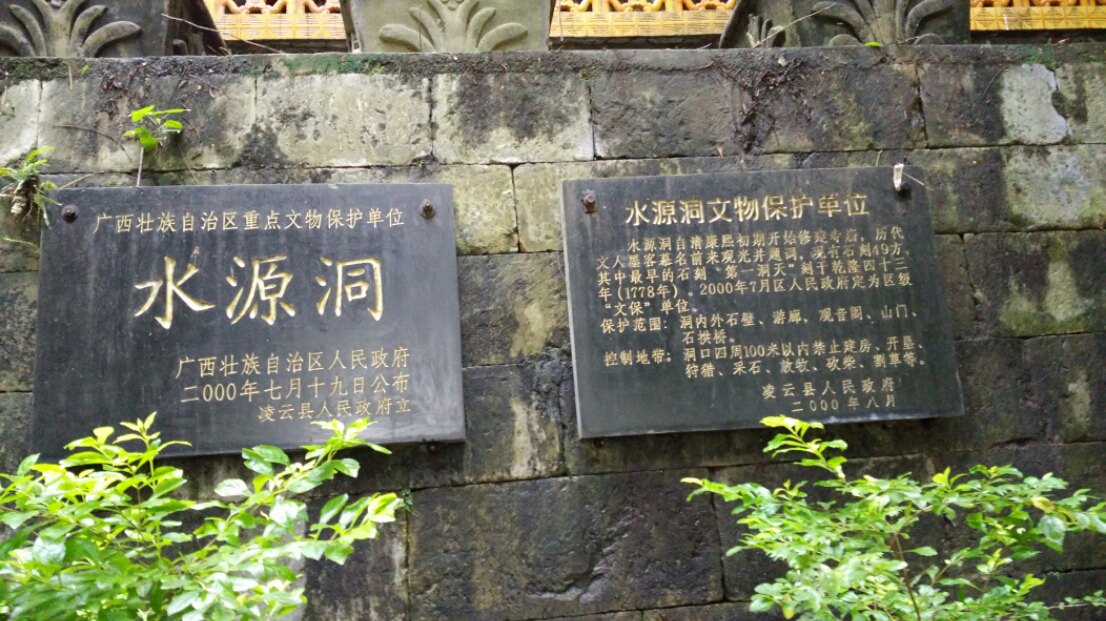 广西壮族自治区重点文物保护单位
水源洞
广西壮族自治区人民政府
二000年七月十九日公布
凌云县人民政府立
水源洞文物保护单位
水源洞自清康熙初期开始修建寺庙，历代
文人墨客慕名前来观光并题词，现有石刻49方，
其中最早的石刻“第一洞天”刻于乾隆四十三
年(1778年)。2000年7月区人民政府定为区级
“文保”单位。
保护范围：洞内外石壁、游廊，观音阁、山门、
石拱桥。
控制地带：洞口四周100米以内禁止建房、开垦、
狩猎、采石、放牧、砍柴、割草等。
凌云县人民政府
二000年八月